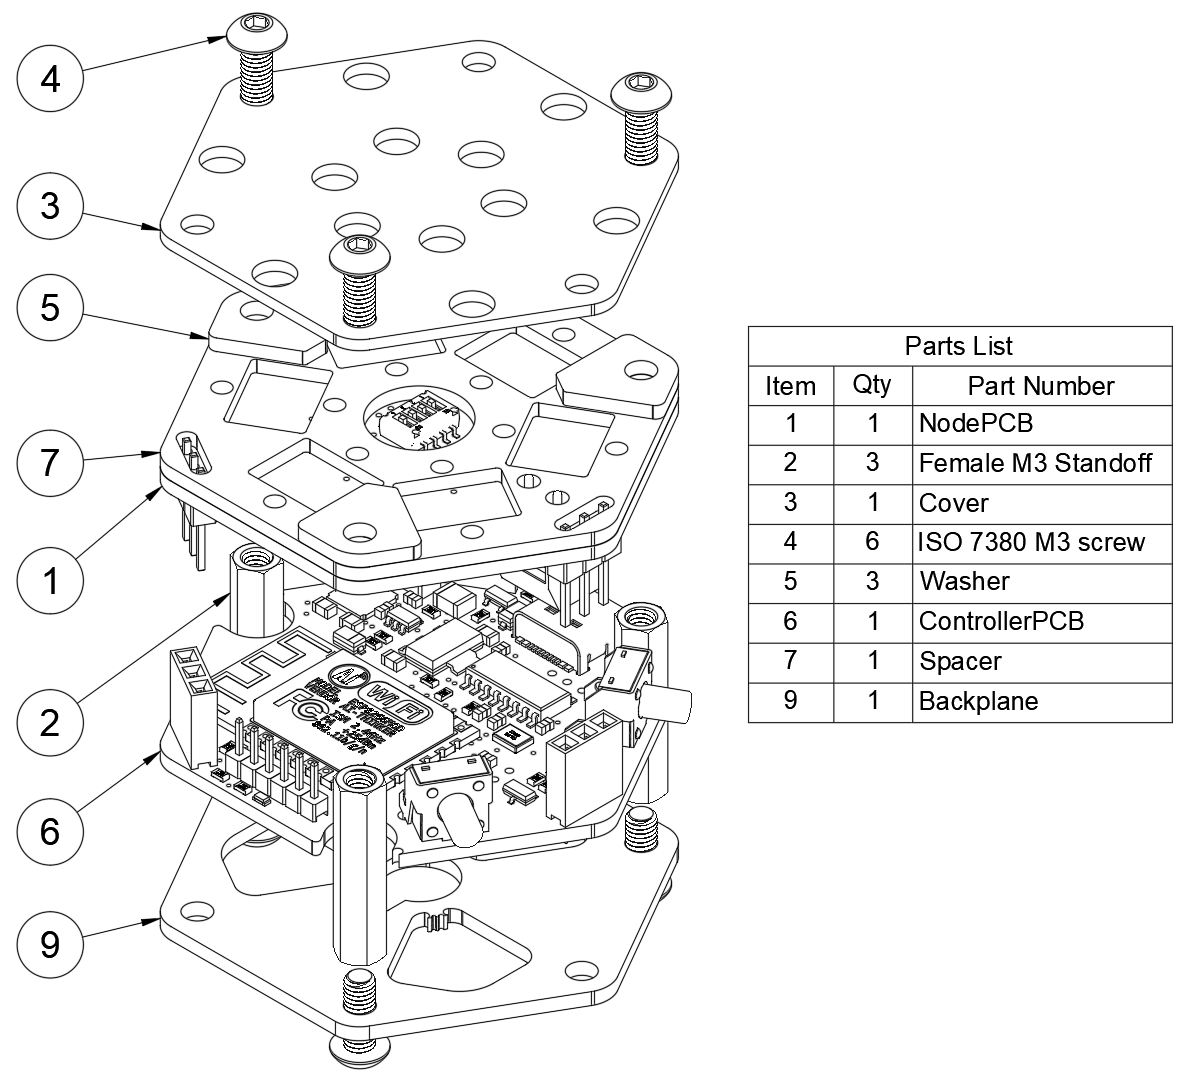 4
3
5
7
1
2
6
9
Parts List
Item Qty Part Number
1 1 NodePCB
2 3 Female M3 Standoff
3 1 Cover
4 6 ISO 7380 M3 screw
5 3 Washer
6 1 ControllerPCB
7 1 Spacer
9 1 Backplane
Ai
WiFi
FC